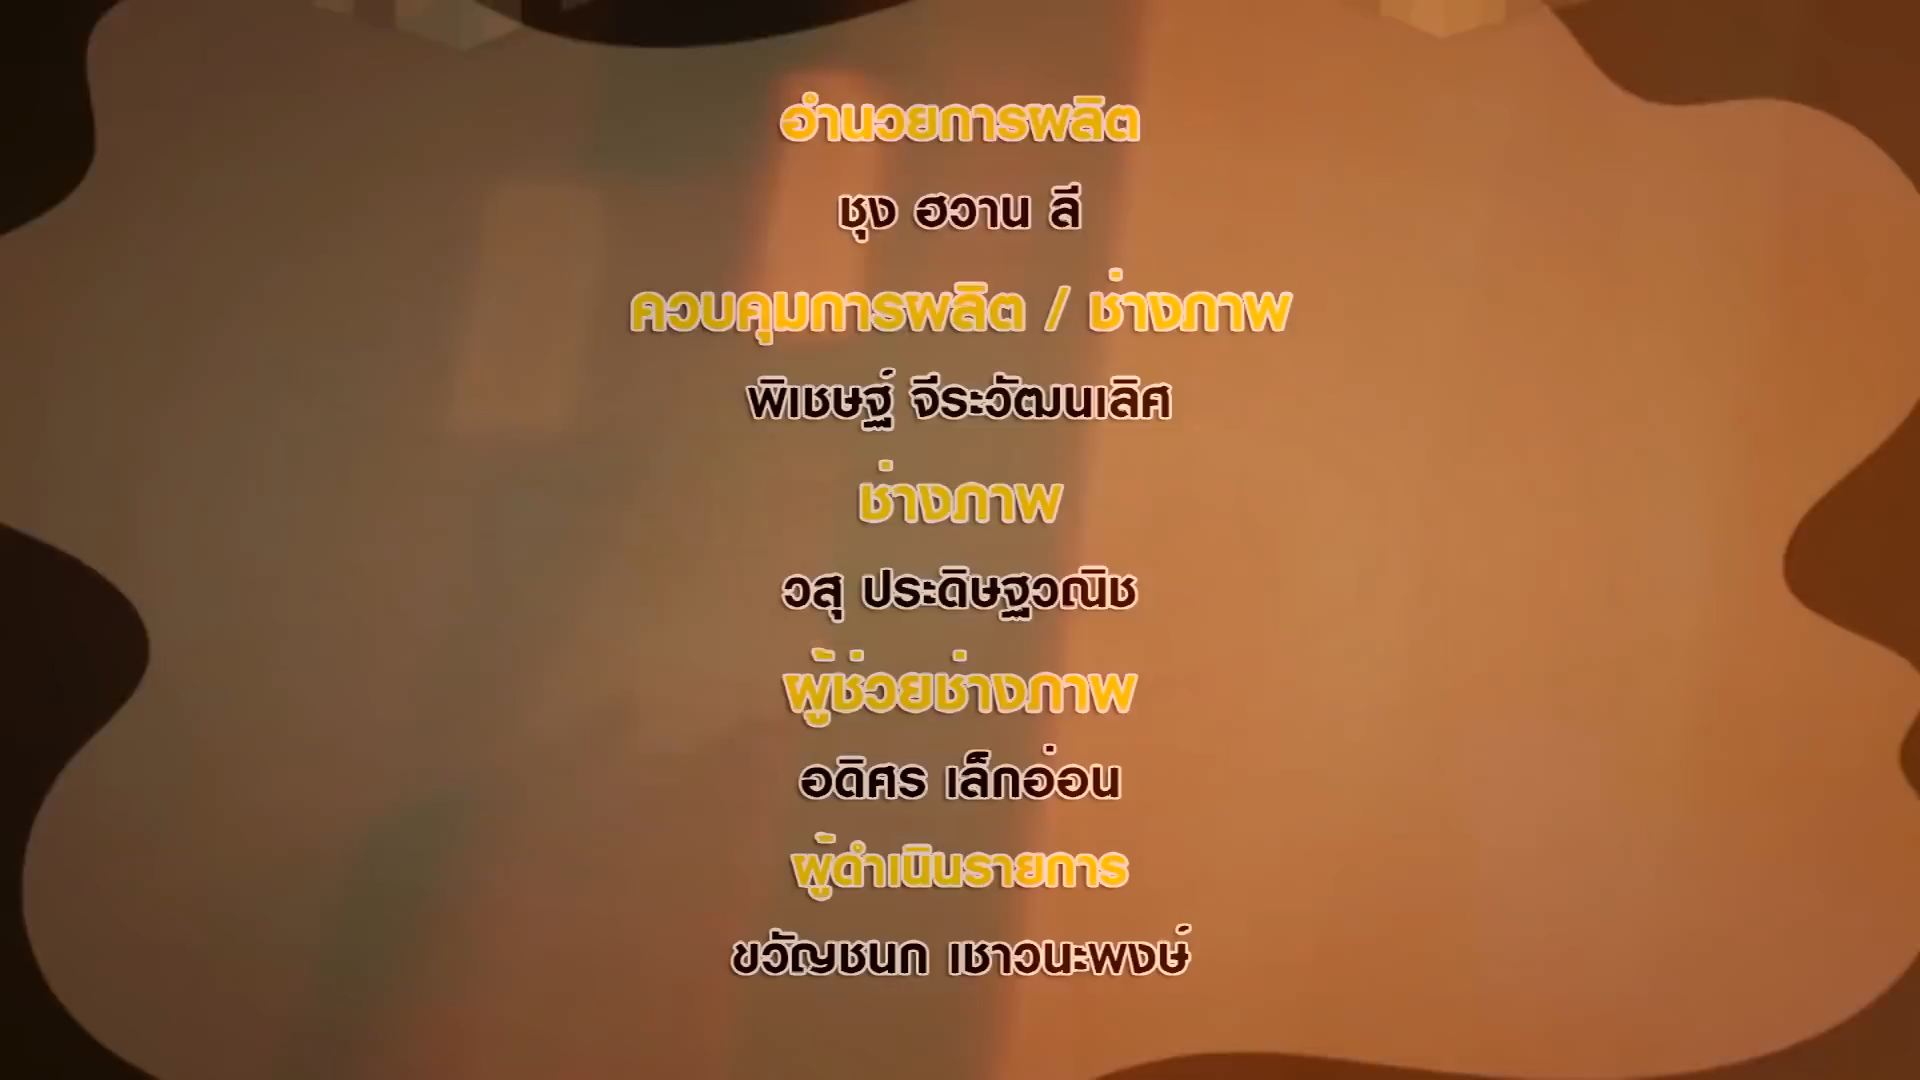 อำนวยการผลิต
ชุง ฮวาน ลี
ควบคุมการผลิต / ช่างภาพ
พิเชษฐ์ จีระวัฒนเลิศ
ช่างภาพ
วสุ ประดิษฐวณิช
ผู้ช่วยช่างภาพ
อดิศร เล็กอ่อน
ผู้ดำเนินรายการ
ขวัญชนก เชาวนะพงษ์